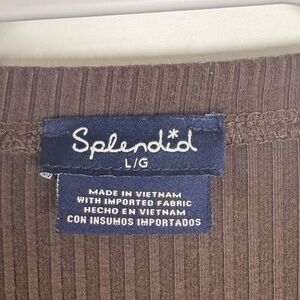 Splendid
L/G
MADE IN VIETNAM
WITH IMPORTED FABRIC
HECHO EN VIETNAM
CON INSUMOS IMPORTADOS